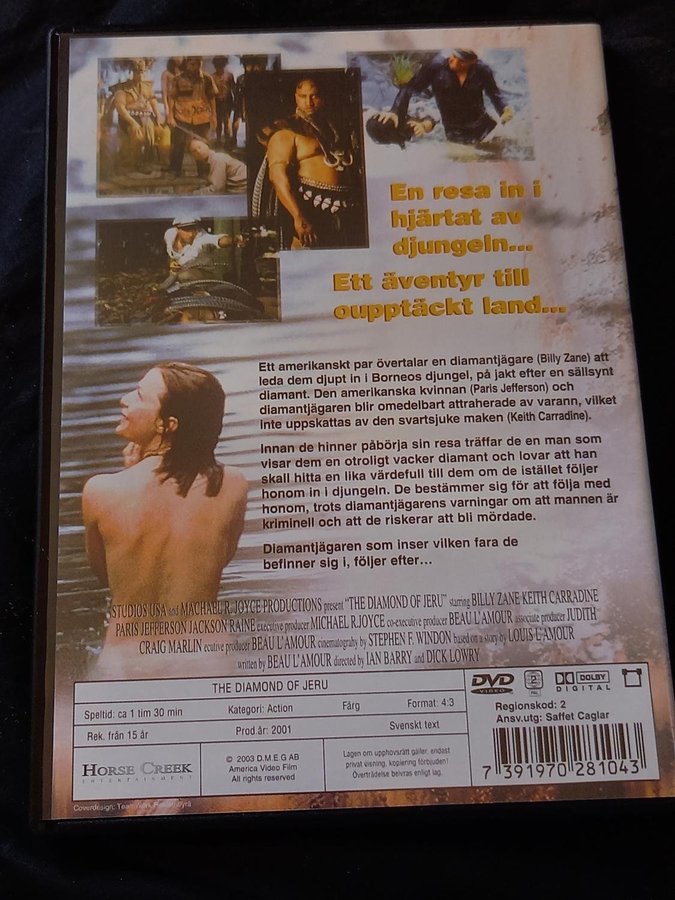 En resa in i
hjärtat av
djungeln...
Ett äventyr till
oupptäckt land...
Ett amerikanskt par övertalar en diamantjägare (Billy Zane) att
leda dem djupt in i Borneos djungel, på jakt efter en sällsynt
diamant. Den amerikanska kvinnan (Paris Jefferson) och
diamantjägaren blir omedelbart attraherade av varann, vilket
inte uppskattas av den svartsjuke maken (Keith Carradine).
Innan de hinner påbörja sin resa träffar de en man som
visar dem en otroligt vacker diamant och lovar att han
skall hitta en lika värdefull till dem om de istället följer
honom in i djungeln. De bestämmer sig för att följa med
honom, trots diamantjägarens varningar om att mannen är
kriminell och att de riskerar att bli mördade.
Diamantjägaren som inser vilken fara de
befinner sig i, följer efter...
STUDIOS USA and MACHAEL R. JOYCE PRODUCTIONS present "THE DIAMOND OF JERU" starring BILLY ZANE KEITH CARRADINE
PARIS JEFFERSON JACKSON RAINE executive producer MICHAEL R.JOYCE co-executive producer BEAU L'AMOUR associate producer JUDITH
CRAIG MARLIN ecutive producer BEAU L'AMOUR cinematograhy by STEPHEN F. WINDON based on a story by LOUIS L'AMOUR
written by BEAU L'AMOUR directed by IAN BARRY and DICK LOWRY
THE DIAMOND OF JERU
Speltid: ca 1 tim 30 min
Kategori: Action
Färg
Format: 4:3
Rek. från 15 år
Prod.år: 2001
Svenskt text
HORSE CREEK
ENTERTAINMENT
© 2003 D.M.E.G AB
America Video Film
All rights reserved
Lagen om upphovsrätt gäller, endast
privat visning, kopiering förbjuden!
Överträdelse beivras enligt lag.
DVD
VIDEO
2
PAL
DOLBY
DIGITAL
Regionskod: 2
Ansv.utg: Saffet Caglar
7 391970 281043
Coverdesign: Team Work Reklambyrå